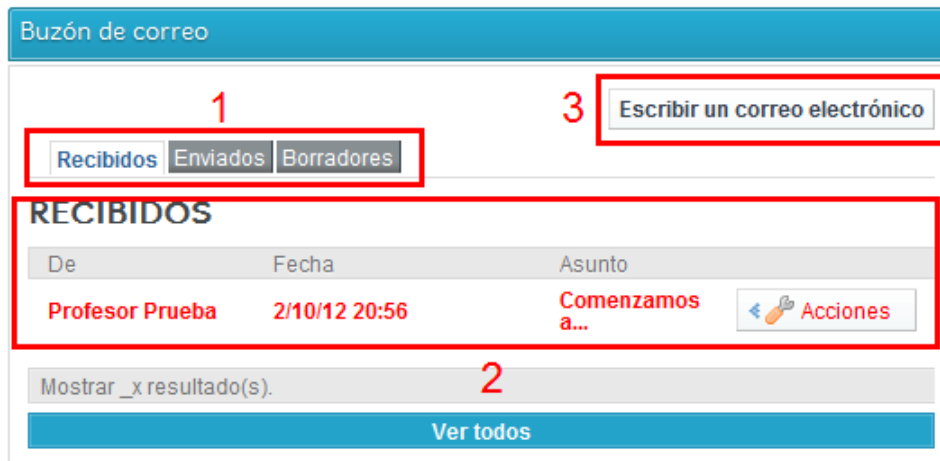 Buzón de correo
1
3 Escribir un correo electrónico
Recibidos Enviados Borradores
RECIBIDOS
De Fecha Asunto
Profesor Prueba 2/10/12 20:56 Comenzamos
a... Acciones
Mostrar _x resultado(s). 2
Ver todos